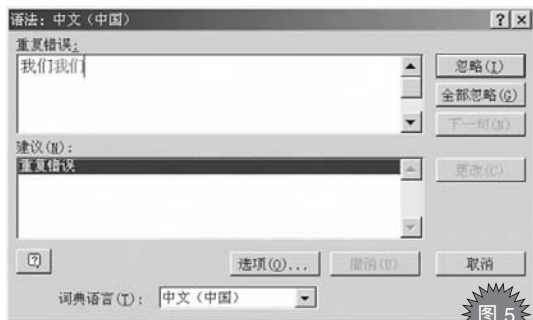 语法：中文（中国）
重复错误：
我们我们
忽略(I)
全部忽略(G)
下一句(N)
建议(N)：
重复错误
更改(C)
选项(O)...
撤消(U)
取消
词典语言(T)：
中文（中国）
图 5